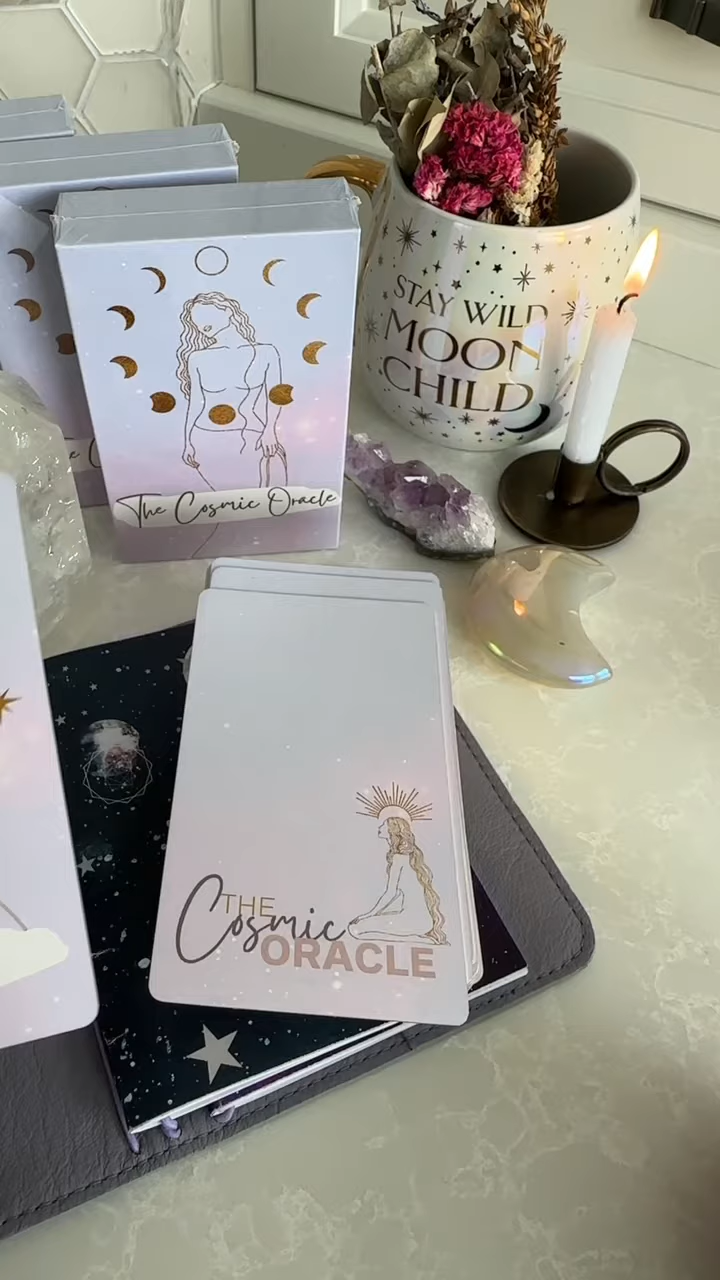 The Cosmic Oracle
STAY WILD
MOON
CHILD
THE
Cosmic
ORACLE